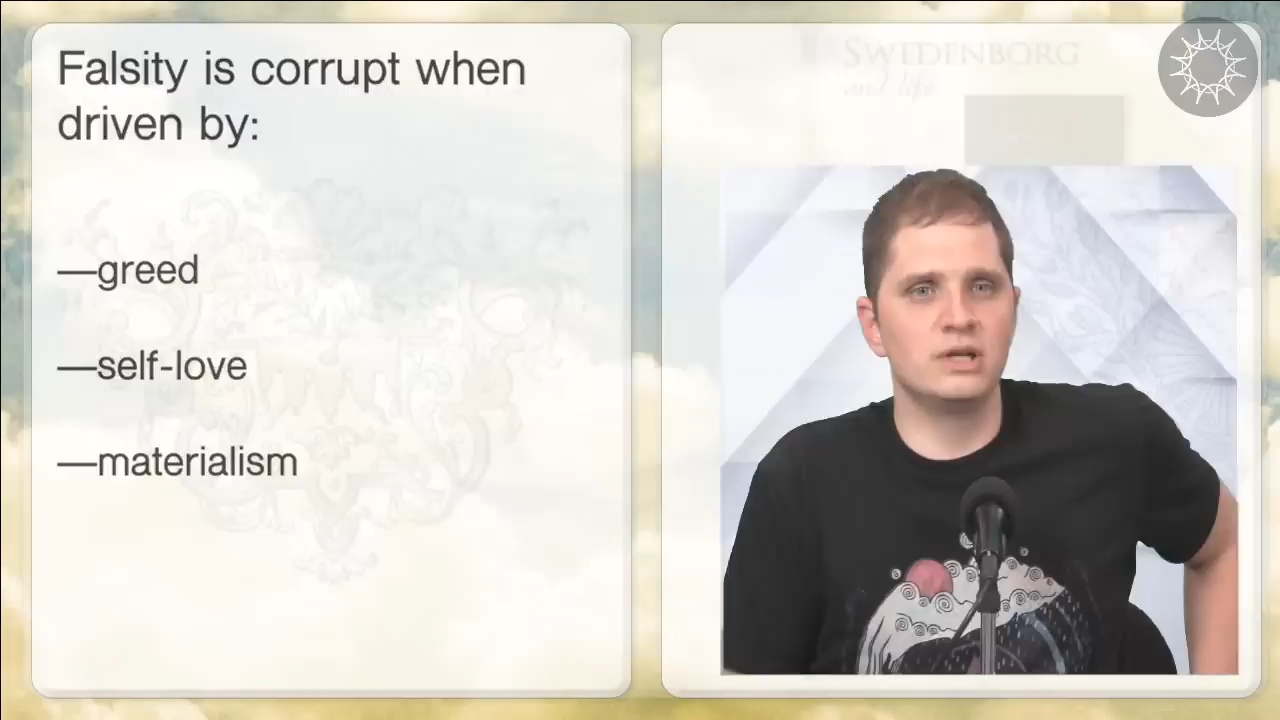 Falsity is corrupt when
driven by:
—greed
—self-love
—materialism
SWEDENBORG
and life